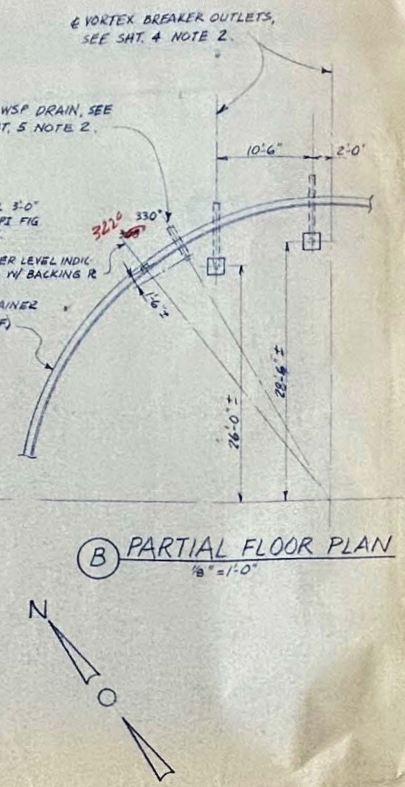 ℄ VORTEX BREAKER OUTLETS,
SEE SHT. 4 NOTE 2.
WSP DRAIN, SEE
T. 5 NOTE 2.
10'-6"
2'-0"
3'-0"
PI FIG
322°
330°
ER LEVEL INDIC
W/ BACKING ℞
AINER
F)
1'-6"±
26'-0"±
28'-6"±
B PARTIAL FLOOR PLAN
1/8" = 1'-0"
N